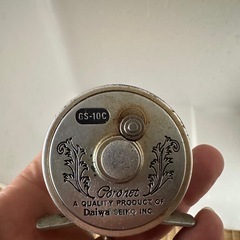 GS-10C
Coronet
A QUALITY PRODUCT OF
Daiwa SEIKO INC